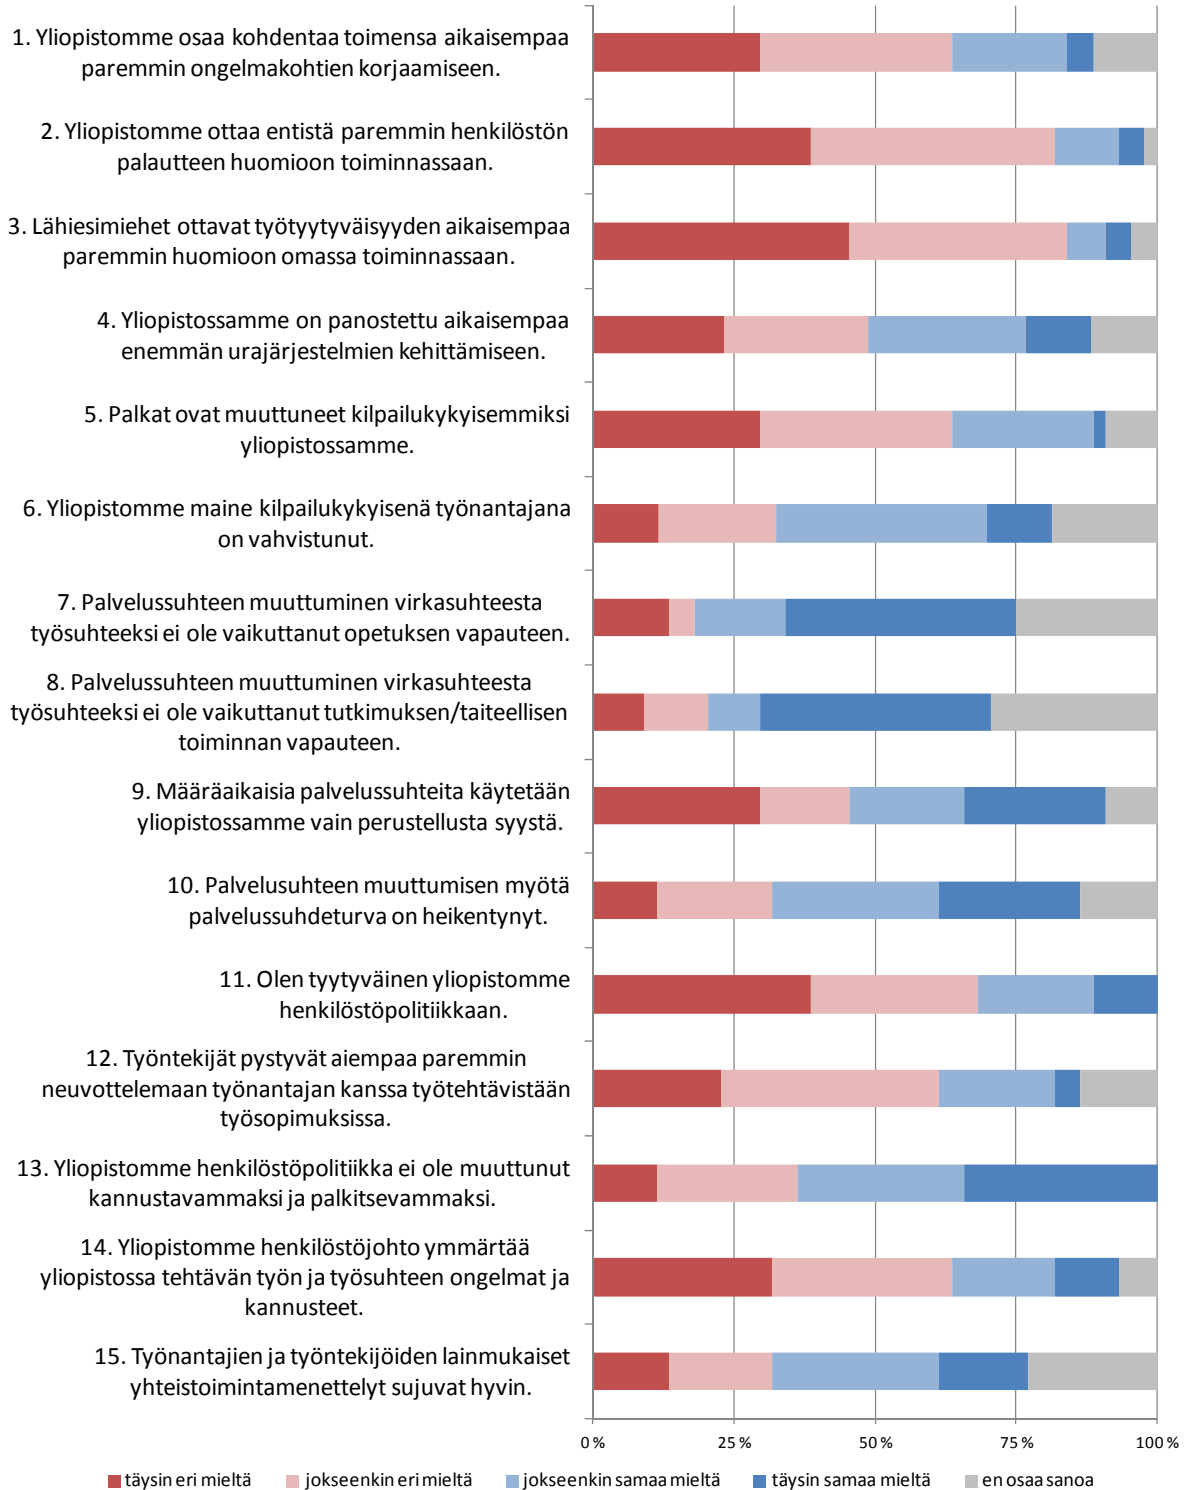 1. Yliopistomme osaa kohdentaa toimensa aikaisempaa
paremmin ongelmakohtien korjaamiseen.
2. Yliopistomme ottaa entistä paremmin henkilöstön
palautteen huomioon toiminnassaan.
3. Lähiesimiehet ottavat työtyytyväisyyden aikaisempaa
paremmin huomioon omassa toiminnassaan.
4. Yliopistossamme on panostettu aikaisempaa
enemmän urajärjestelmien kehittämiseen.
5. Palkat ovat muuttuneet kilpailukykyisemmiksi
yliopistossamme.
6. Yliopistomme maine kilpailukykyisenä työnantajana
on vahvistunut.
7. Palvelussuhteen muuttuminen virkasuhteesta
työsuhteeksi ei ole vaikuttanut opetuksen vapauteen.
8. Palvelussuhteen muuttuminen virkasuhteesta
työsuhteeksi ei ole vaikuttanut tutkimuksen/taiteellisen
toiminnan vapauteen.
9. Määräaikaisia palvelussuhteita käytetään
yliopistossamme vain perustellusta syystä.
10. Palvelusuhteen muuttumisen myötä
palvelussuhdeturva on heikentynyt.
11. Olen tyytyväinen yliopistomme
henkilöstöpolitiikkaan.
12. Työntekijät pystyvät aiempaa paremmin
neuvottelemaan työnantajan kanssa työtehtävistään
työsopimuksissa.
13. Yliopistomme henkilöstöpolitiikka ei ole muuttunut
kannustavammaksi ja palkitsevammaksi.
14. Yliopistomme henkilöstöjohto ymmärtää
yliopistossa tehtävän työn ja työsuhteen ongelmat ja
kannusteet.
15. Työnantajien ja työntekijöiden lainmukaiset
yhteistoimintamenettelyt sujuvat hyvin.
0 % 25 % 50 % 75 % 100 %
täysin eri mieltä jokseenkin eri mieltä jokseenkin samaa mieltä täysin samaa mieltä en osaa sanoa